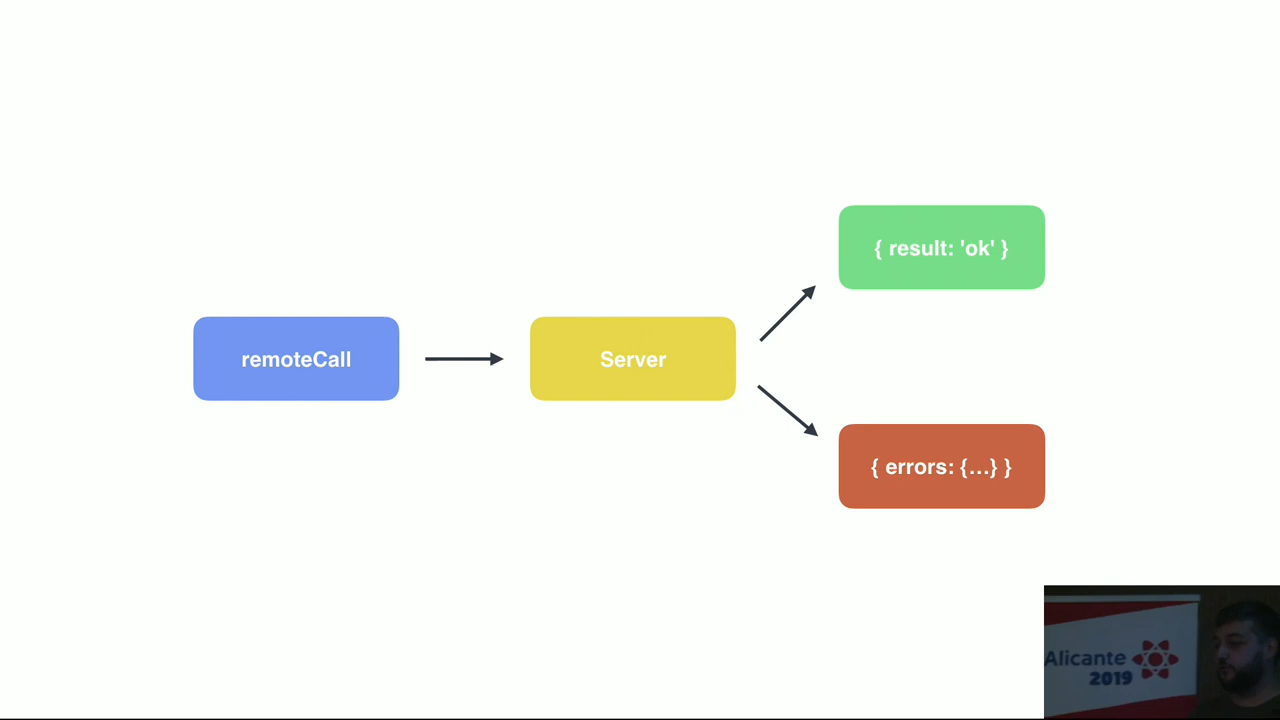 { result: 'ok' }
remoteCall
Server
{ errors: {...} }
Alicante
2019